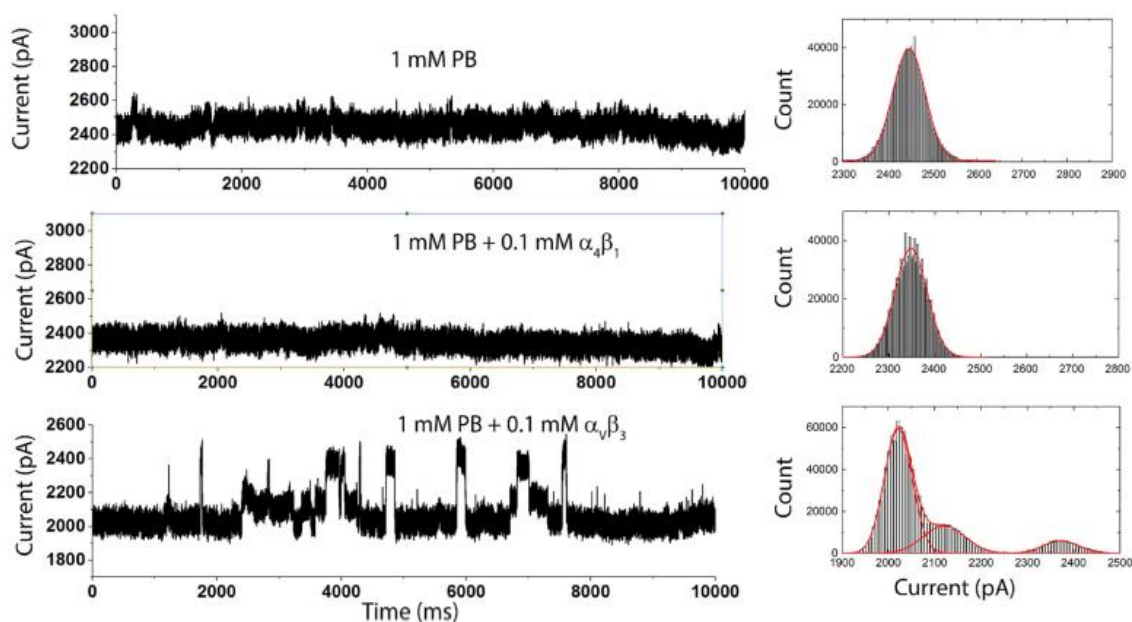 Current (pA)
3000
2800
2600
2400
2200
1 mM PB
0 2000 4000 6000 8000 10000
Count
40000
20000
0
2300 2400 2500 2600 2700 2800 2900
Current (pA)
3000
2800
2600
2400
2200
1 mM PB + 0.1 mM α₄β₁
0 2000 4000 6000 8000 10000
Count
40000
20000
0
2200 2300 2400 2500 2600 2700 2800
Current (pA)
2600
2400
2200
2000
1800
1 mM PB + 0.1 mM αᵥβ₃
0 2000 4000 6000 8000 10000
Time (ms)
Count
60000
40000
20000
0
1900 2000 2100 2200 2300 2400 2500
Current (pA)